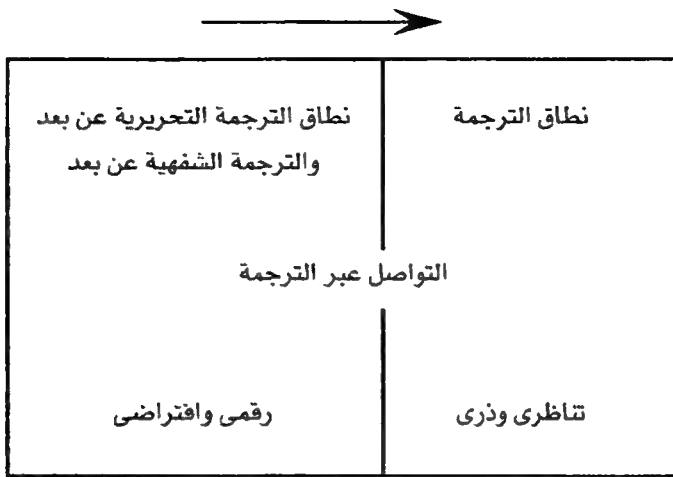 نطاق الترجمة
نطاق الترجمة التحريرية عن بعد
والترجمة الشفهية عن بعد
التواصل عبر الترجمة
تناظرى وذرى
رقمى وافتراضى